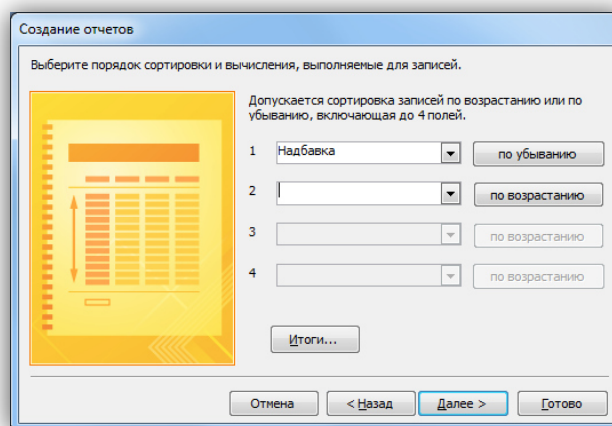 Создание отчетов
Выберите порядок сортировки и вычисления, выполняемые для записей.
Допускается сортировка записей по возрастанию или по
убыванию, включающая до 4 полей.
1 Надбавка по убыванию
2 по возрастанию
3 по возрастанию
4 по возрастанию
Итоги...
Отмена < Назад Далее > Готово